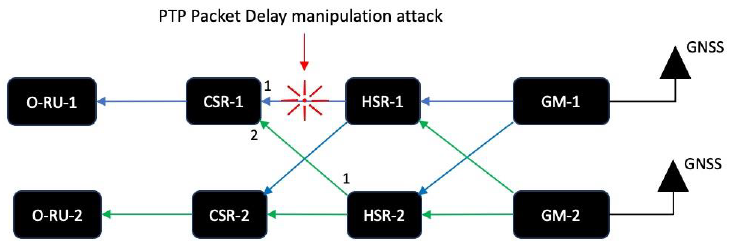 PTP Packet Delay manipulation attack
GNSS
1
O-RU-1
CSR-1
HSR-1
GM-1
2
1
GNSS
O-RU-2
CSR-2
HSR-2
GM-2